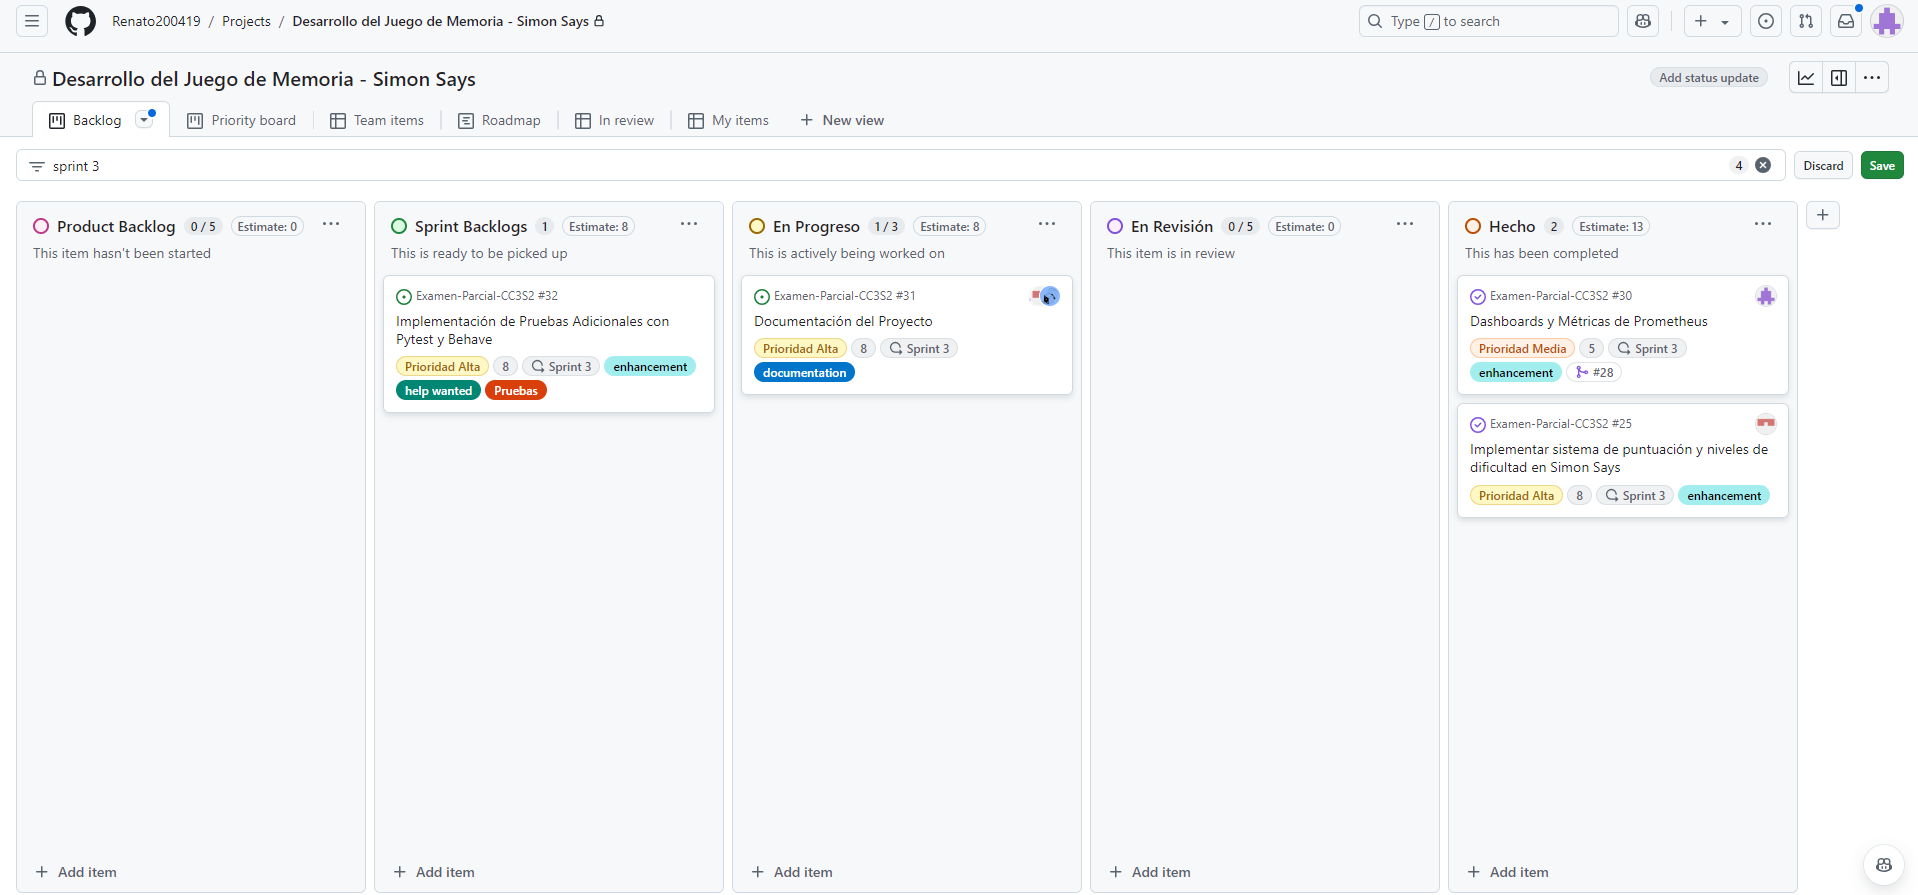 Renato200419 / Projects / Desarrollo del Juego de Memoria - Simon Says
Type / to search
Desarrollo del Juego de Memoria - Simon Says
Add status update
Backlog
Priority board
Team items
Roadmap
In review
My items
New view
sprint 3
4
Discard
Save
Product Backlog 0 / 5 Estimate: 0
This item hasn't been started
Add item
Sprint Backlogs 1 Estimate: 8
This is ready to be picked up
Examen-Parcial-CC3S2 #32
Implementación de Pruebas Adicionales con
Pytest y Behave
Prioridad Alta 8 Sprint 3 enhancement
help wanted Pruebas
Add item
En Progreso 1 / 3 Estimate: 8
This is actively being worked on
Examen-Parcial-CC3S2 #31
Documentación del Proyecto
Prioridad Alta 8 Sprint 3
documentation
Add item
En Revisión 0 / 5 Estimate: 0
This item is in review
Add item
Hecho 2 Estimate: 13
This has been completed
Examen-Parcial-CC3S2 #30
Dashboards y Métricas de Prometheus
Prioridad Media 5 Sprint 3
enhancement #28
Examen-Parcial-CC3S2 #25
Implementar sistema de puntuación y niveles de
dificultad en Simon Says
Prioridad Alta 8 Sprint 3 enhancement
Add item